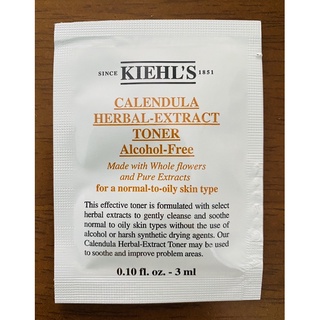 SINCE KIEHL'S 1851
CALENDULA
HERBAL-EXTRACT
TONER
Alcohol-Free
Made with Whole flowers
and Pure Extracts
for a normal-to-oily skin type
This effective toner is formulated with select
herbal extracts to gently cleanse and soothe
normal to oily skin types without the use of
alcohol or harsh synthetic drying agents. Our
Calendula Herbal-Extract Toner may be used
to soothe and improve problem areas.
0.10 fl. oz. - 3 ml